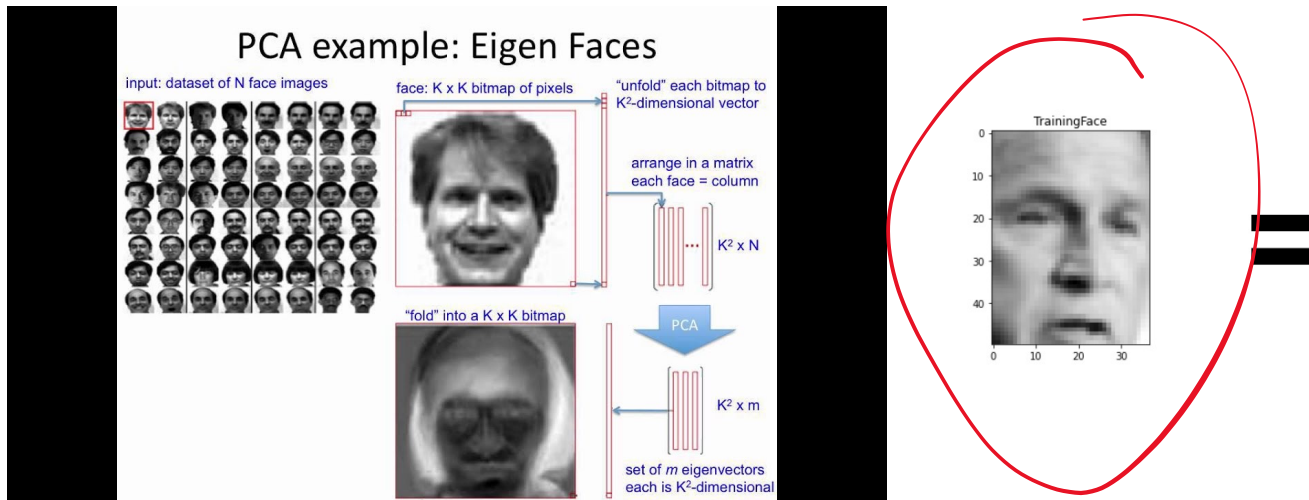 PCA example: Eigen Faces
input: dataset of N face images
face: K x K bitmap of pixels
"unfold" each bitmap to
K²-dimensional vector
arrange in a matrix
each face = column
...
K² x N
PCA
"fold" into a K x K bitmap
K² x m
set of m eigenvectors
each is K²-dimensional
TrainingFace
0
10
20
30
40
0 10 20 30